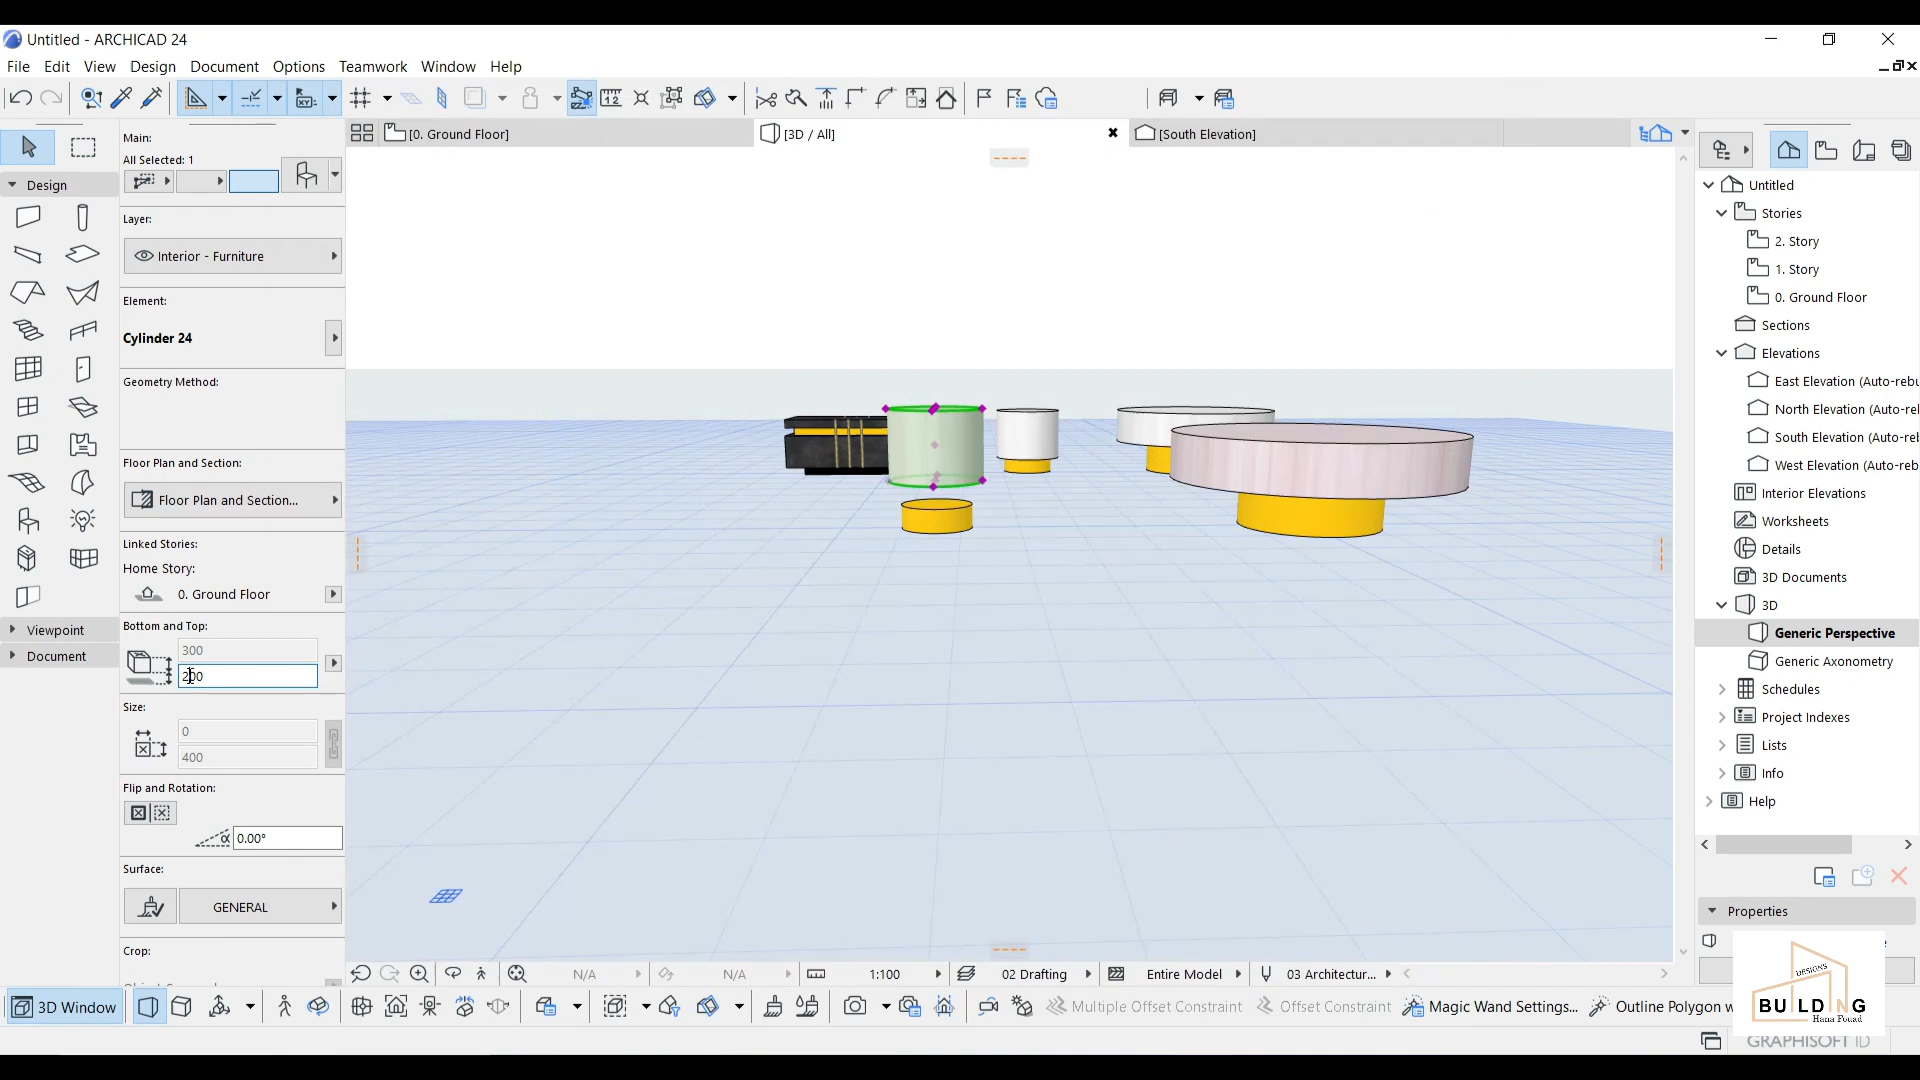 Untitled - ARCHICAD 24
File Edit View Design Document Options Teamwork Window Help
[0. Ground Floor]
[3D / All]
[South Elevation]
Main:
All Selected: 1
Design
Layer:
Interior - Furniture
Element:
Cylinder 24
Geometry Method:
Floor Plan and Section:
Floor Plan and Section...
Linked Stories:
Home Story:
0. Ground Floor
Bottom and Top:
300
200
Size:
0
400
Flip and Rotation:
0.00°
Surface:
GENERAL
Crop:
Viewpoint
Document
Untitled
Stories
2. Story
1. Story
0. Ground Floor
Sections
Elevations
East Elevation (Auto-rebu
North Elevation (Auto-rel
South Elevation (Auto-rel
West Elevation (Auto-reb
Interior Elevations
Worksheets
Details
3D Documents
3D
Generic Perspective
Generic Axonometry
Schedules
Project Indexes
Lists
Info
Help
Properties
N/A
N/A
1:100
02 Drafting
Entire Model
03 Architectur...
3D Window
Multiple Offset Constraint
Offset Constraint
Magic Wand Settings...
Outline Polygon w
DESIGNS
BUILDING
Hana Fouad
GRAPHISOFT ID